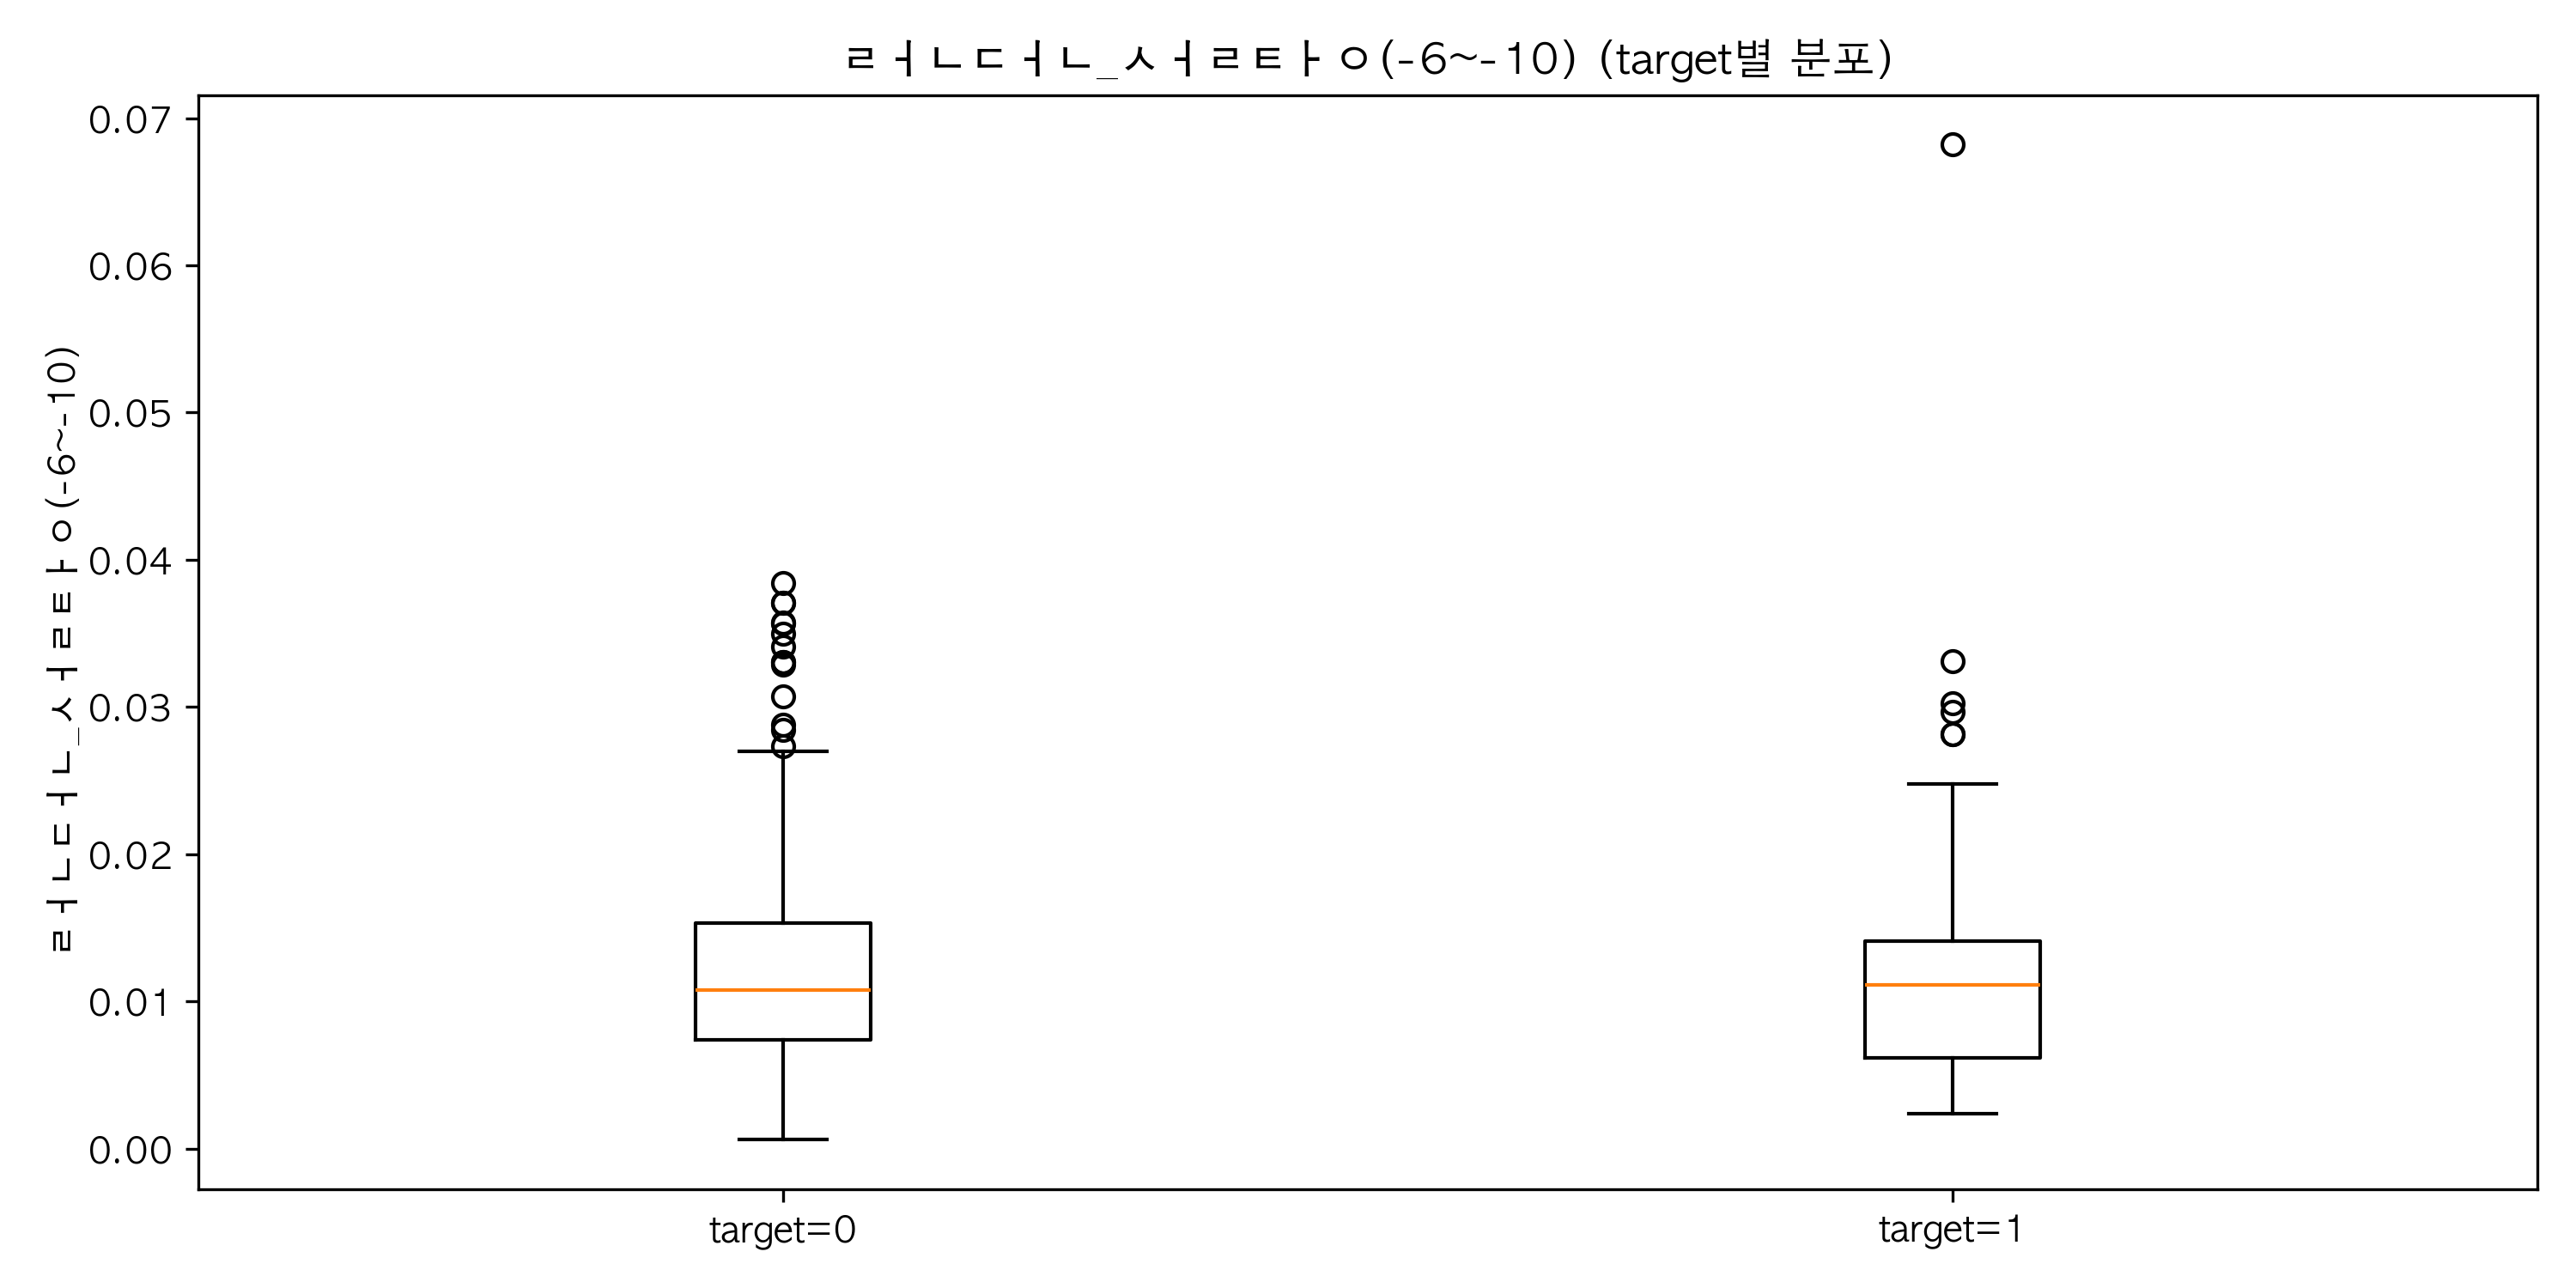 ㄹㅓㄴㄷㅓㄴ_ㅅㅓㄹㅌㅏㅇ(-6~-10) (target별 분포)
ㄹㅓㄴㄷㅓㄴ_ㅅㅓㄹㅌㅏㅇ(-6~-10)
0.07
0.06
0.05
0.04
0.03
0.02
0.01
0.00
target=0
target=1